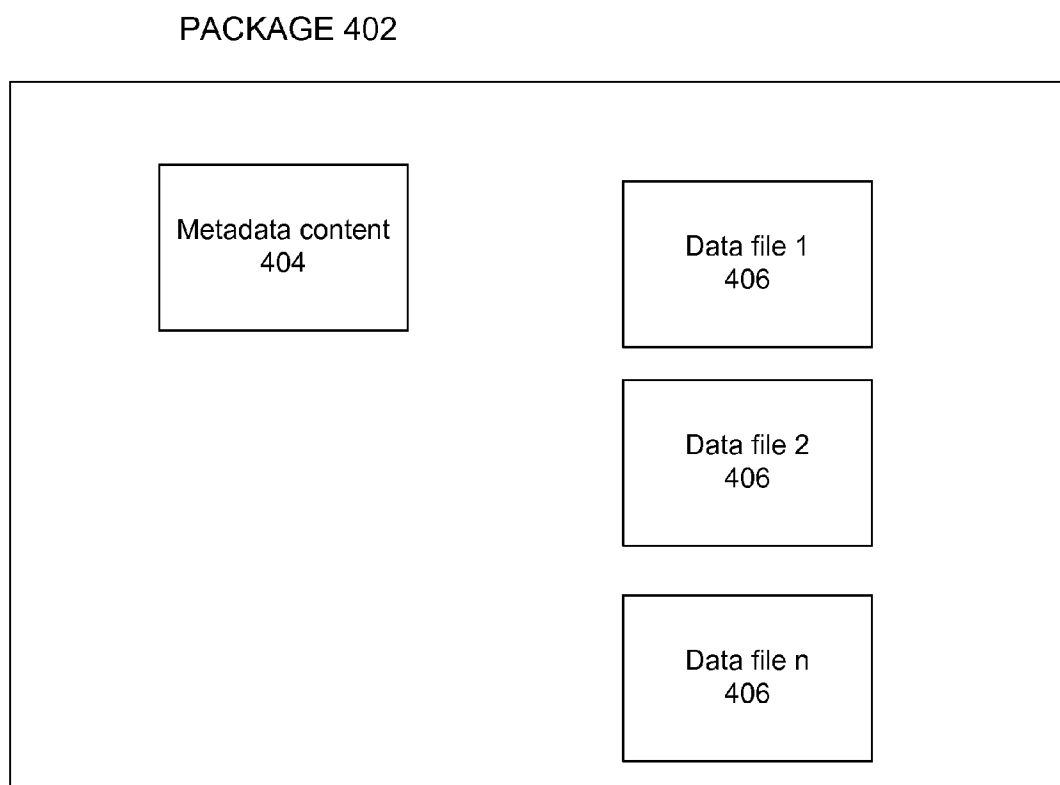 PACKAGE 402
Metadata content
404
Data file 1
406
Data file 2
406
Data file n
406